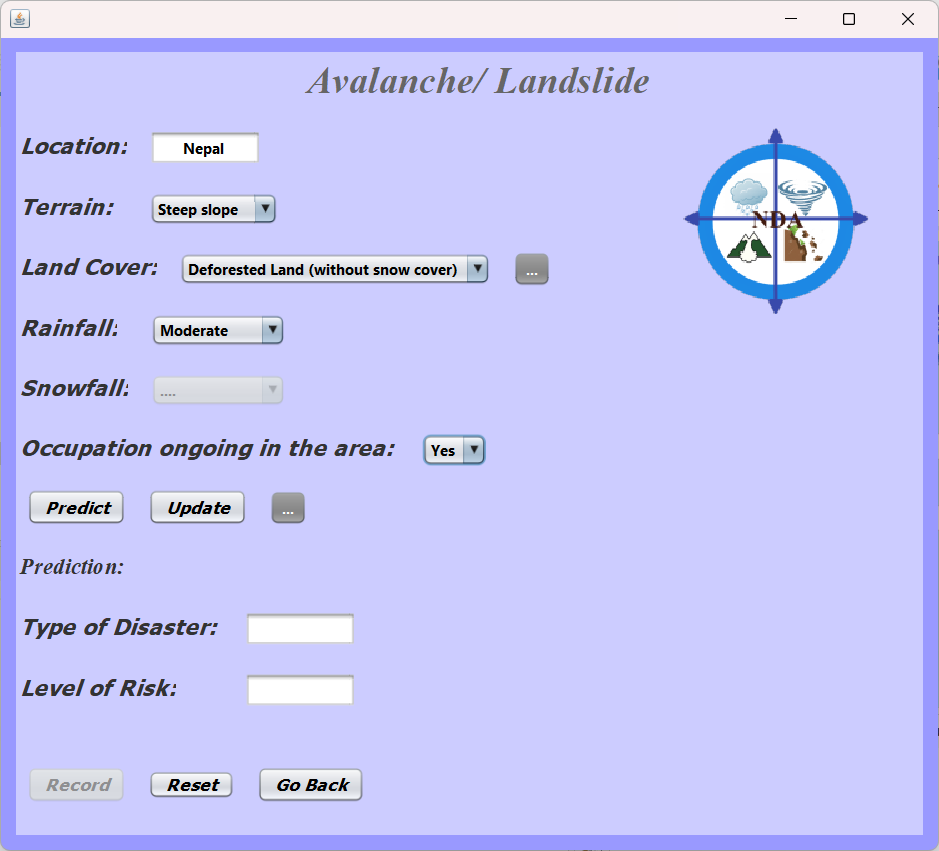 Avalanche/ Landslide
Location: Nepal
NDA
Terrain: Steep slope
Land Cover: Deforested Land (without snow cover) ...
Rainfall: Moderate
Snowfall: ....
Occupation ongoing in the area: Yes
Predict Update ...
Prediction:
Type of Disaster:
Level of Risk:
Record Reset Go Back